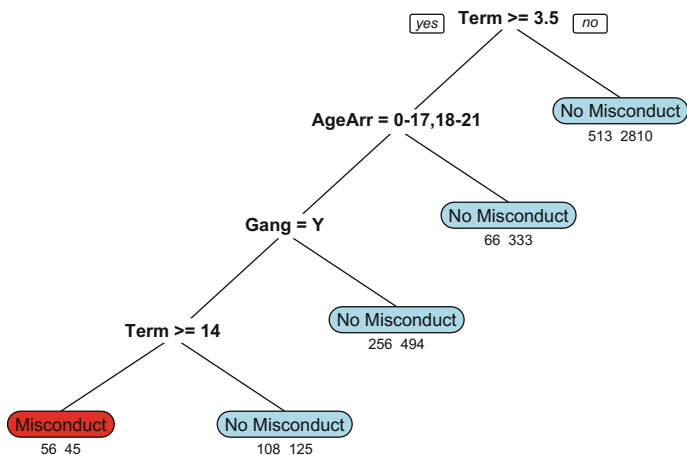 Term >= 3.5
yes
no
AgeArr = 0-17,18-21
No Misconduct
513 2810
Gang = Y
No Misconduct
66 333
Term >= 14
No Misconduct
256 494
Misconduct
56 45
No Misconduct
108 125